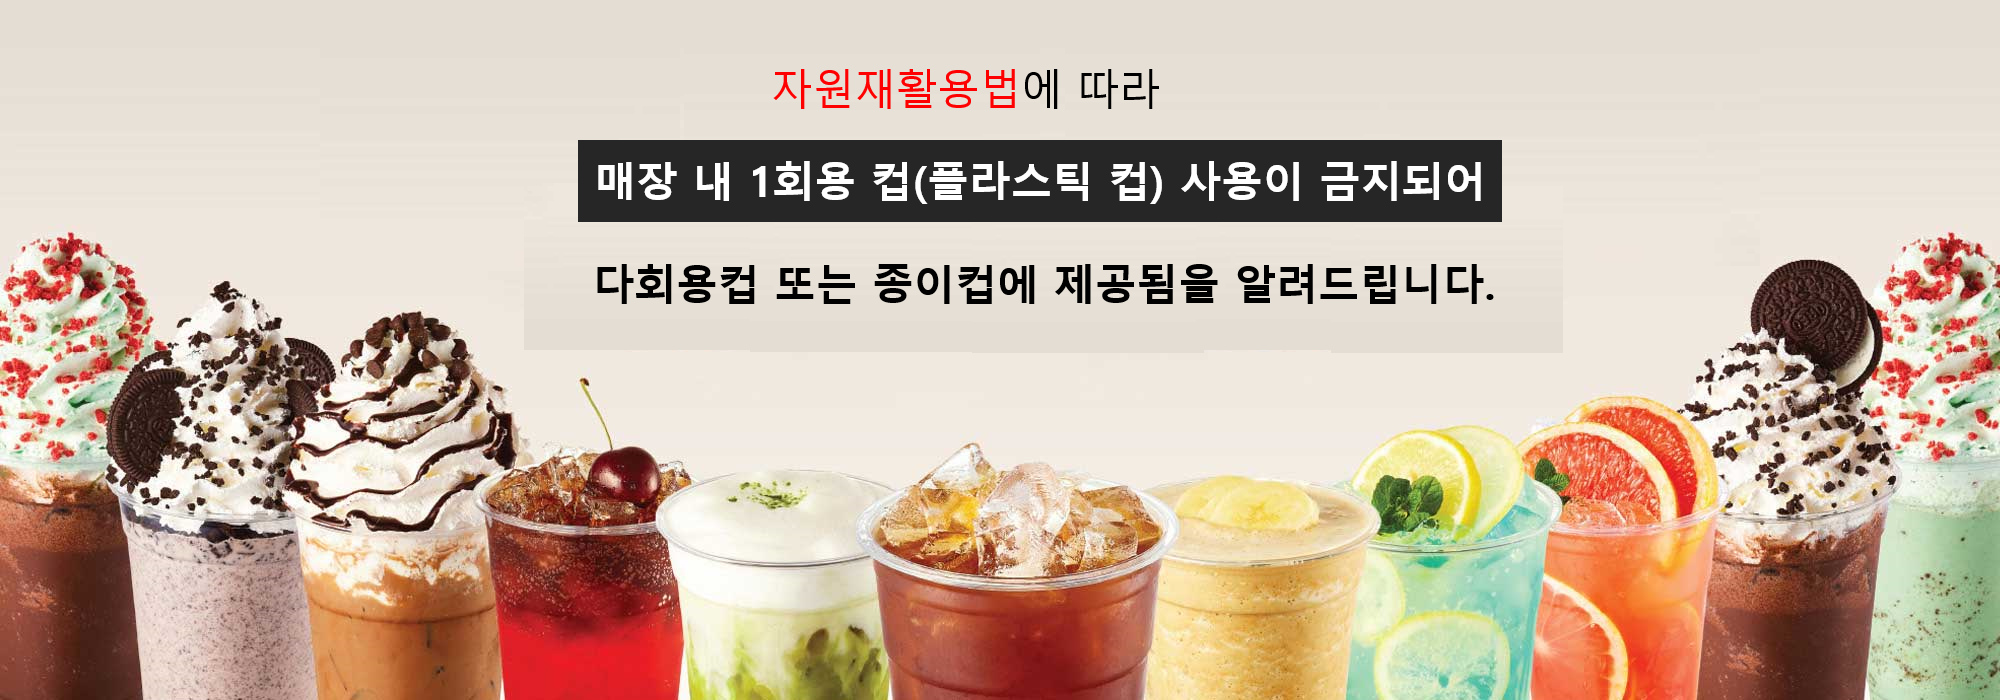 자원재활용법에 따라
매장 내 1회용 컵(플라스틱 컵) 사용이 금지되어
다회용컵 또는 종이컵에 제공됨을 알려드립니다.